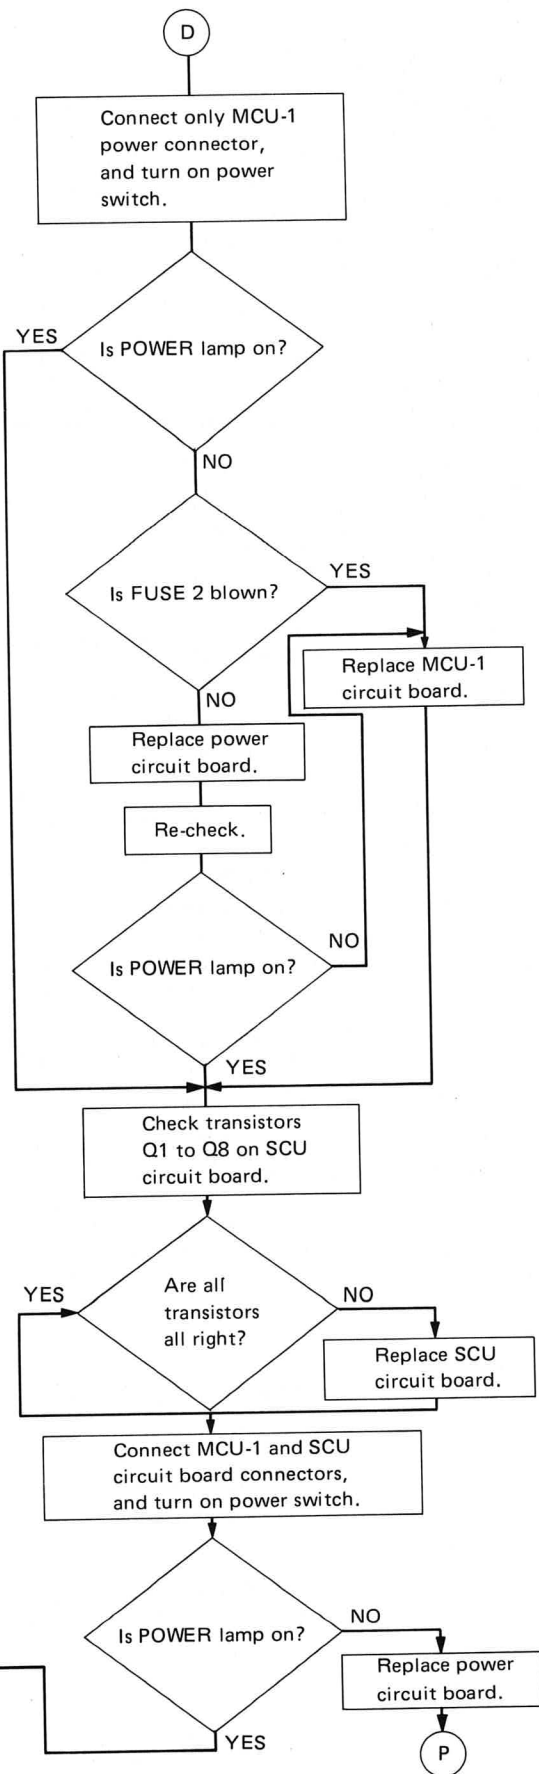 D
Connect only MCU-1
power connector,
and turn on power
switch.
YES
Is POWER lamp on?
NO
Is FUSE 2 blown?
YES
Replace MCU-1
circuit board.
NO
Replace power
circuit board.
Re-check.
Is POWER lamp on?
NO
YES
Check transistors
Q1 to Q8 on SCU
circuit board.
YES
Are all
transistors
all right?
NO
Replace SCU
circuit board.
Connect MCU-1 and SCU
circuit board connectors,
and turn on power switch.
Is POWER lamp on?
NO
Replace power
circuit board.
YES
P